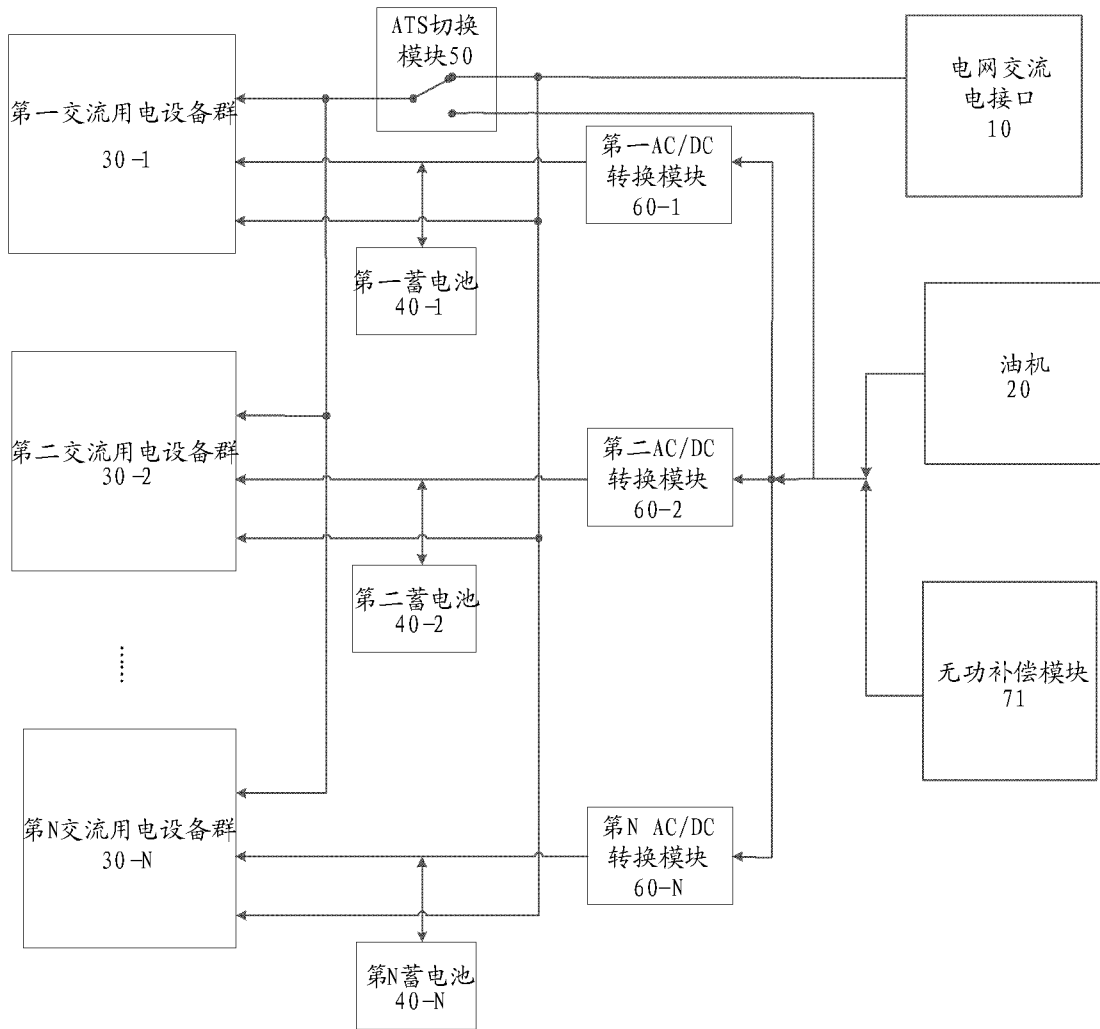 ATS切换
模块50
电网交流
电接口
10
第一交流用电设备群
30-1
第一AC/DC
转换模块
60-1
第一蓄电池
40-1
油机
20
第二交流用电设备群
30-2
第二AC/DC
转换模块
60-2
第二蓄电池
40-2
无功补偿模块
71
......
第N交流用电设备群
30-N
第N AC/DC
转换模块
60-N
第N蓄电池
40-N